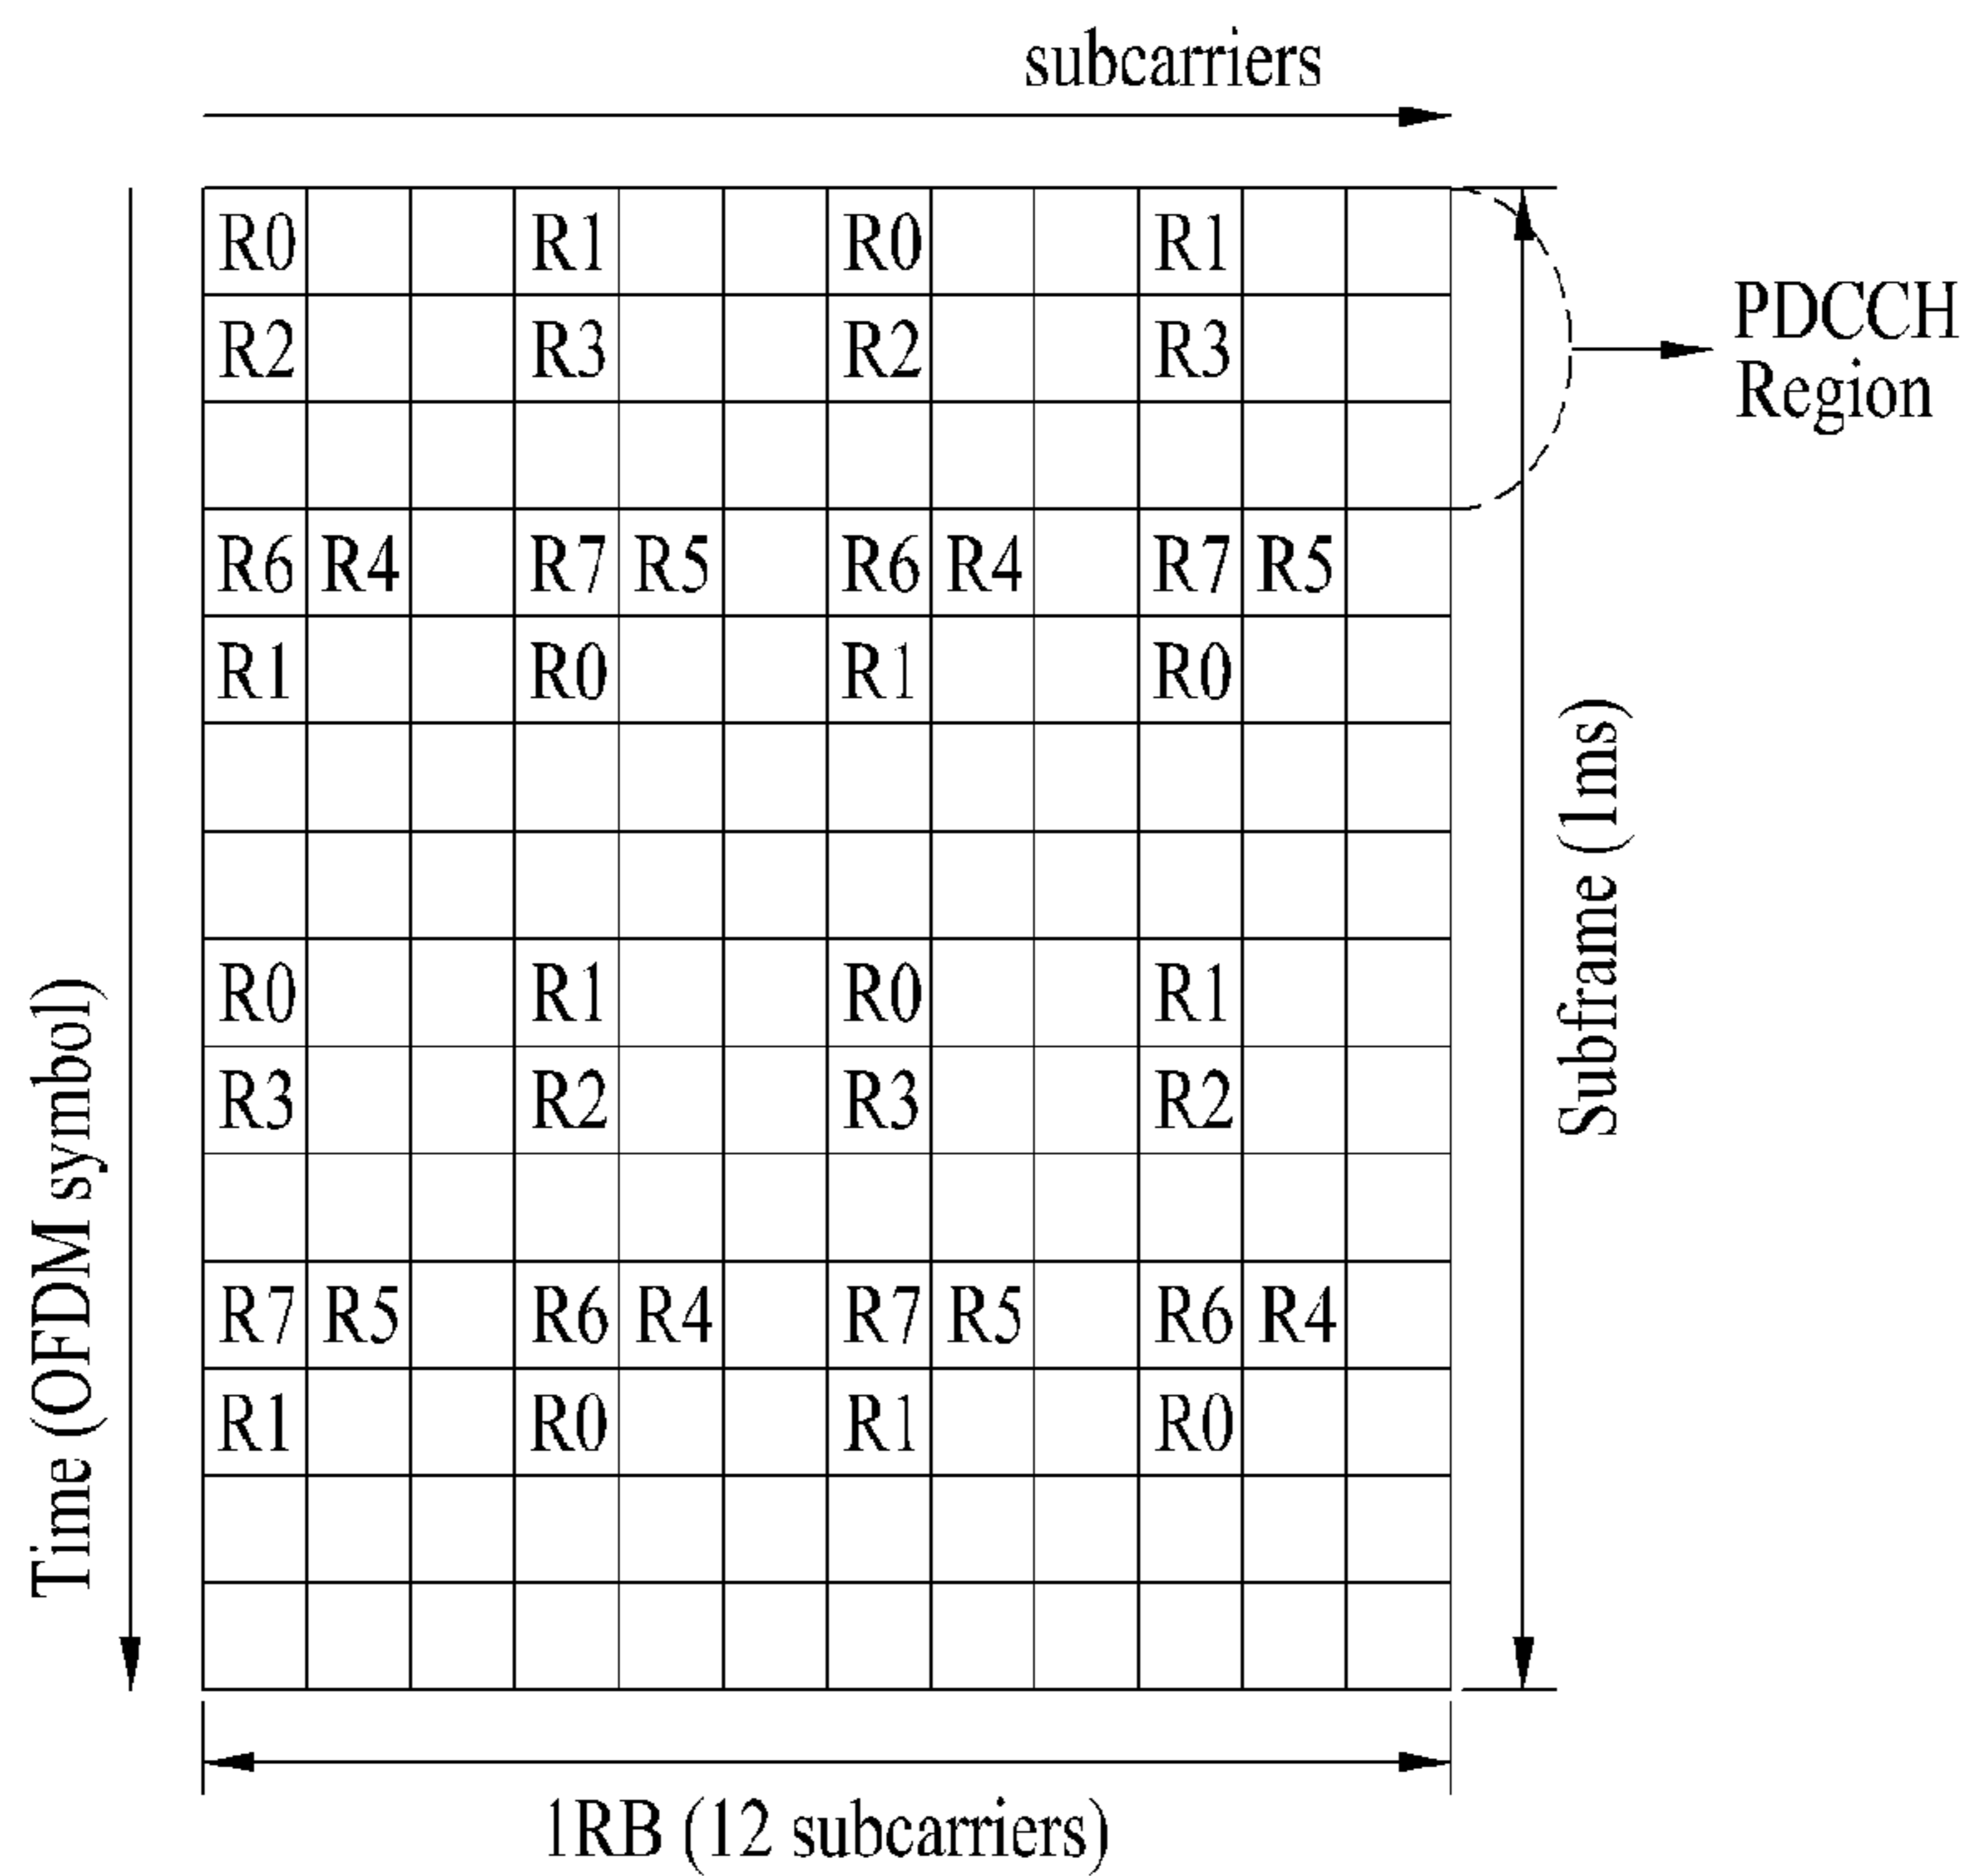 subcarriers
R0 R1 R0 R1
R2 R3 R2 R3
PDCCH
Region
R6 R4 R7 R5 R6 R4 R7 R5
R1 R0 R1 R0
R0 R1 R0 R1
R3 R2 R3 R2
R7 R5 R6 R4 R7 R5 R6 R4
R1 R0 R1 R0
Time (OFDM symbol)
Subframe (1ms)
1RB (12 subcarriers)